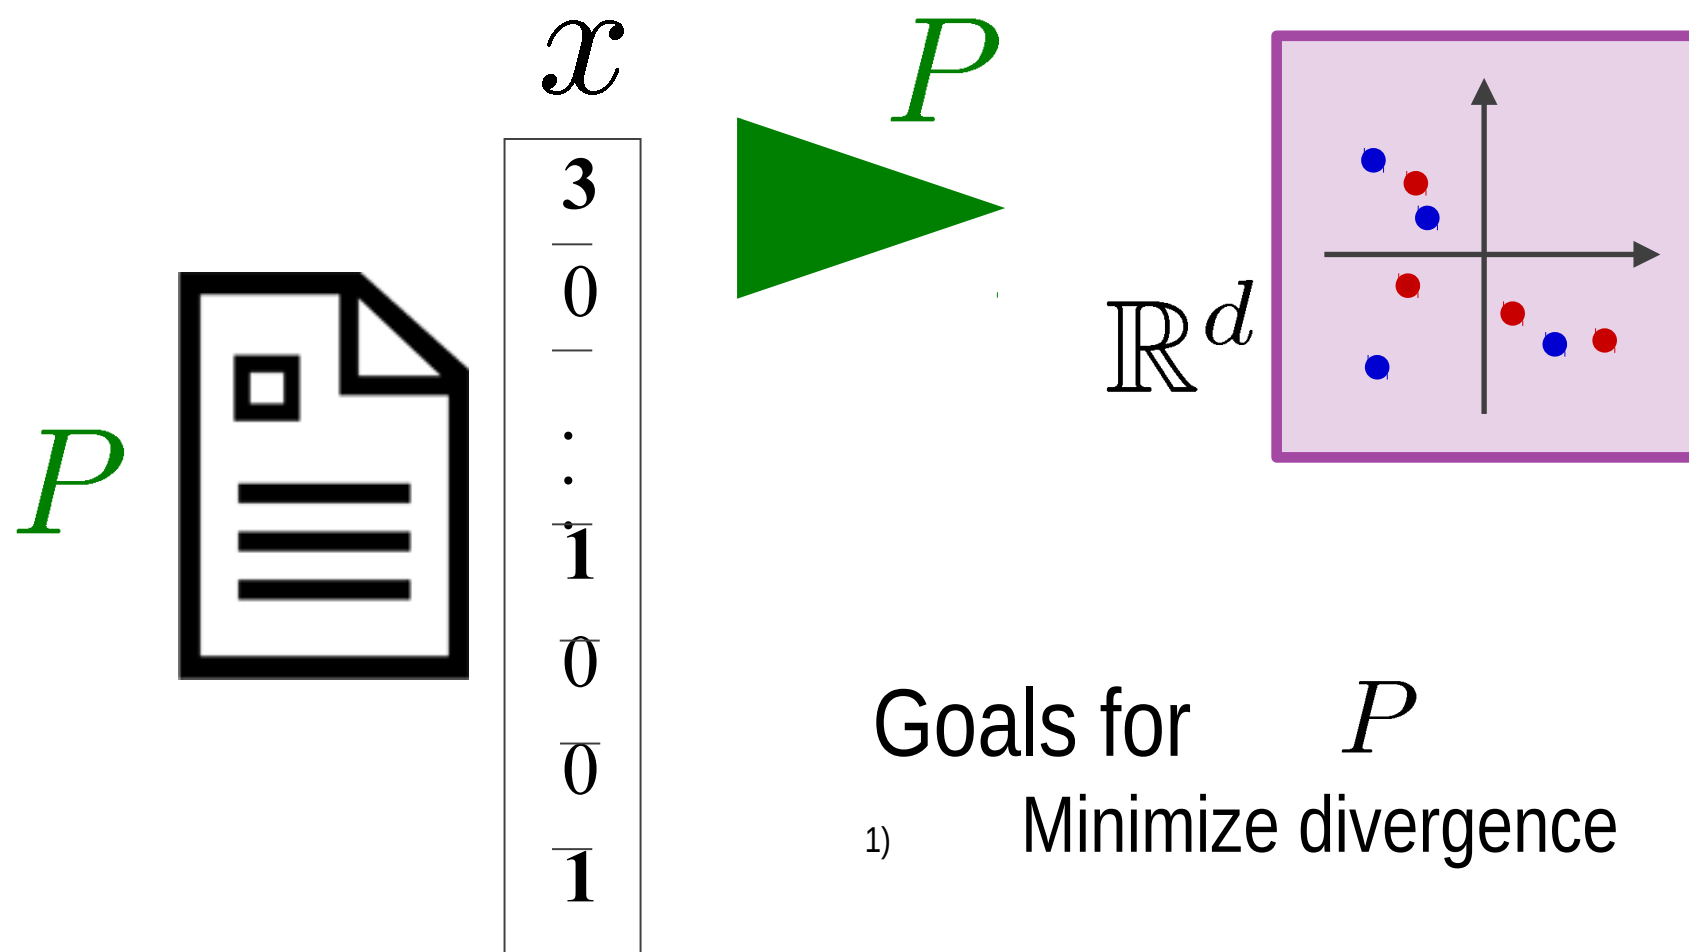 x
P
3
0
.
.
.
1
0
0
1
P
ℝᵈ
Goals for P
1) Minimize divergence